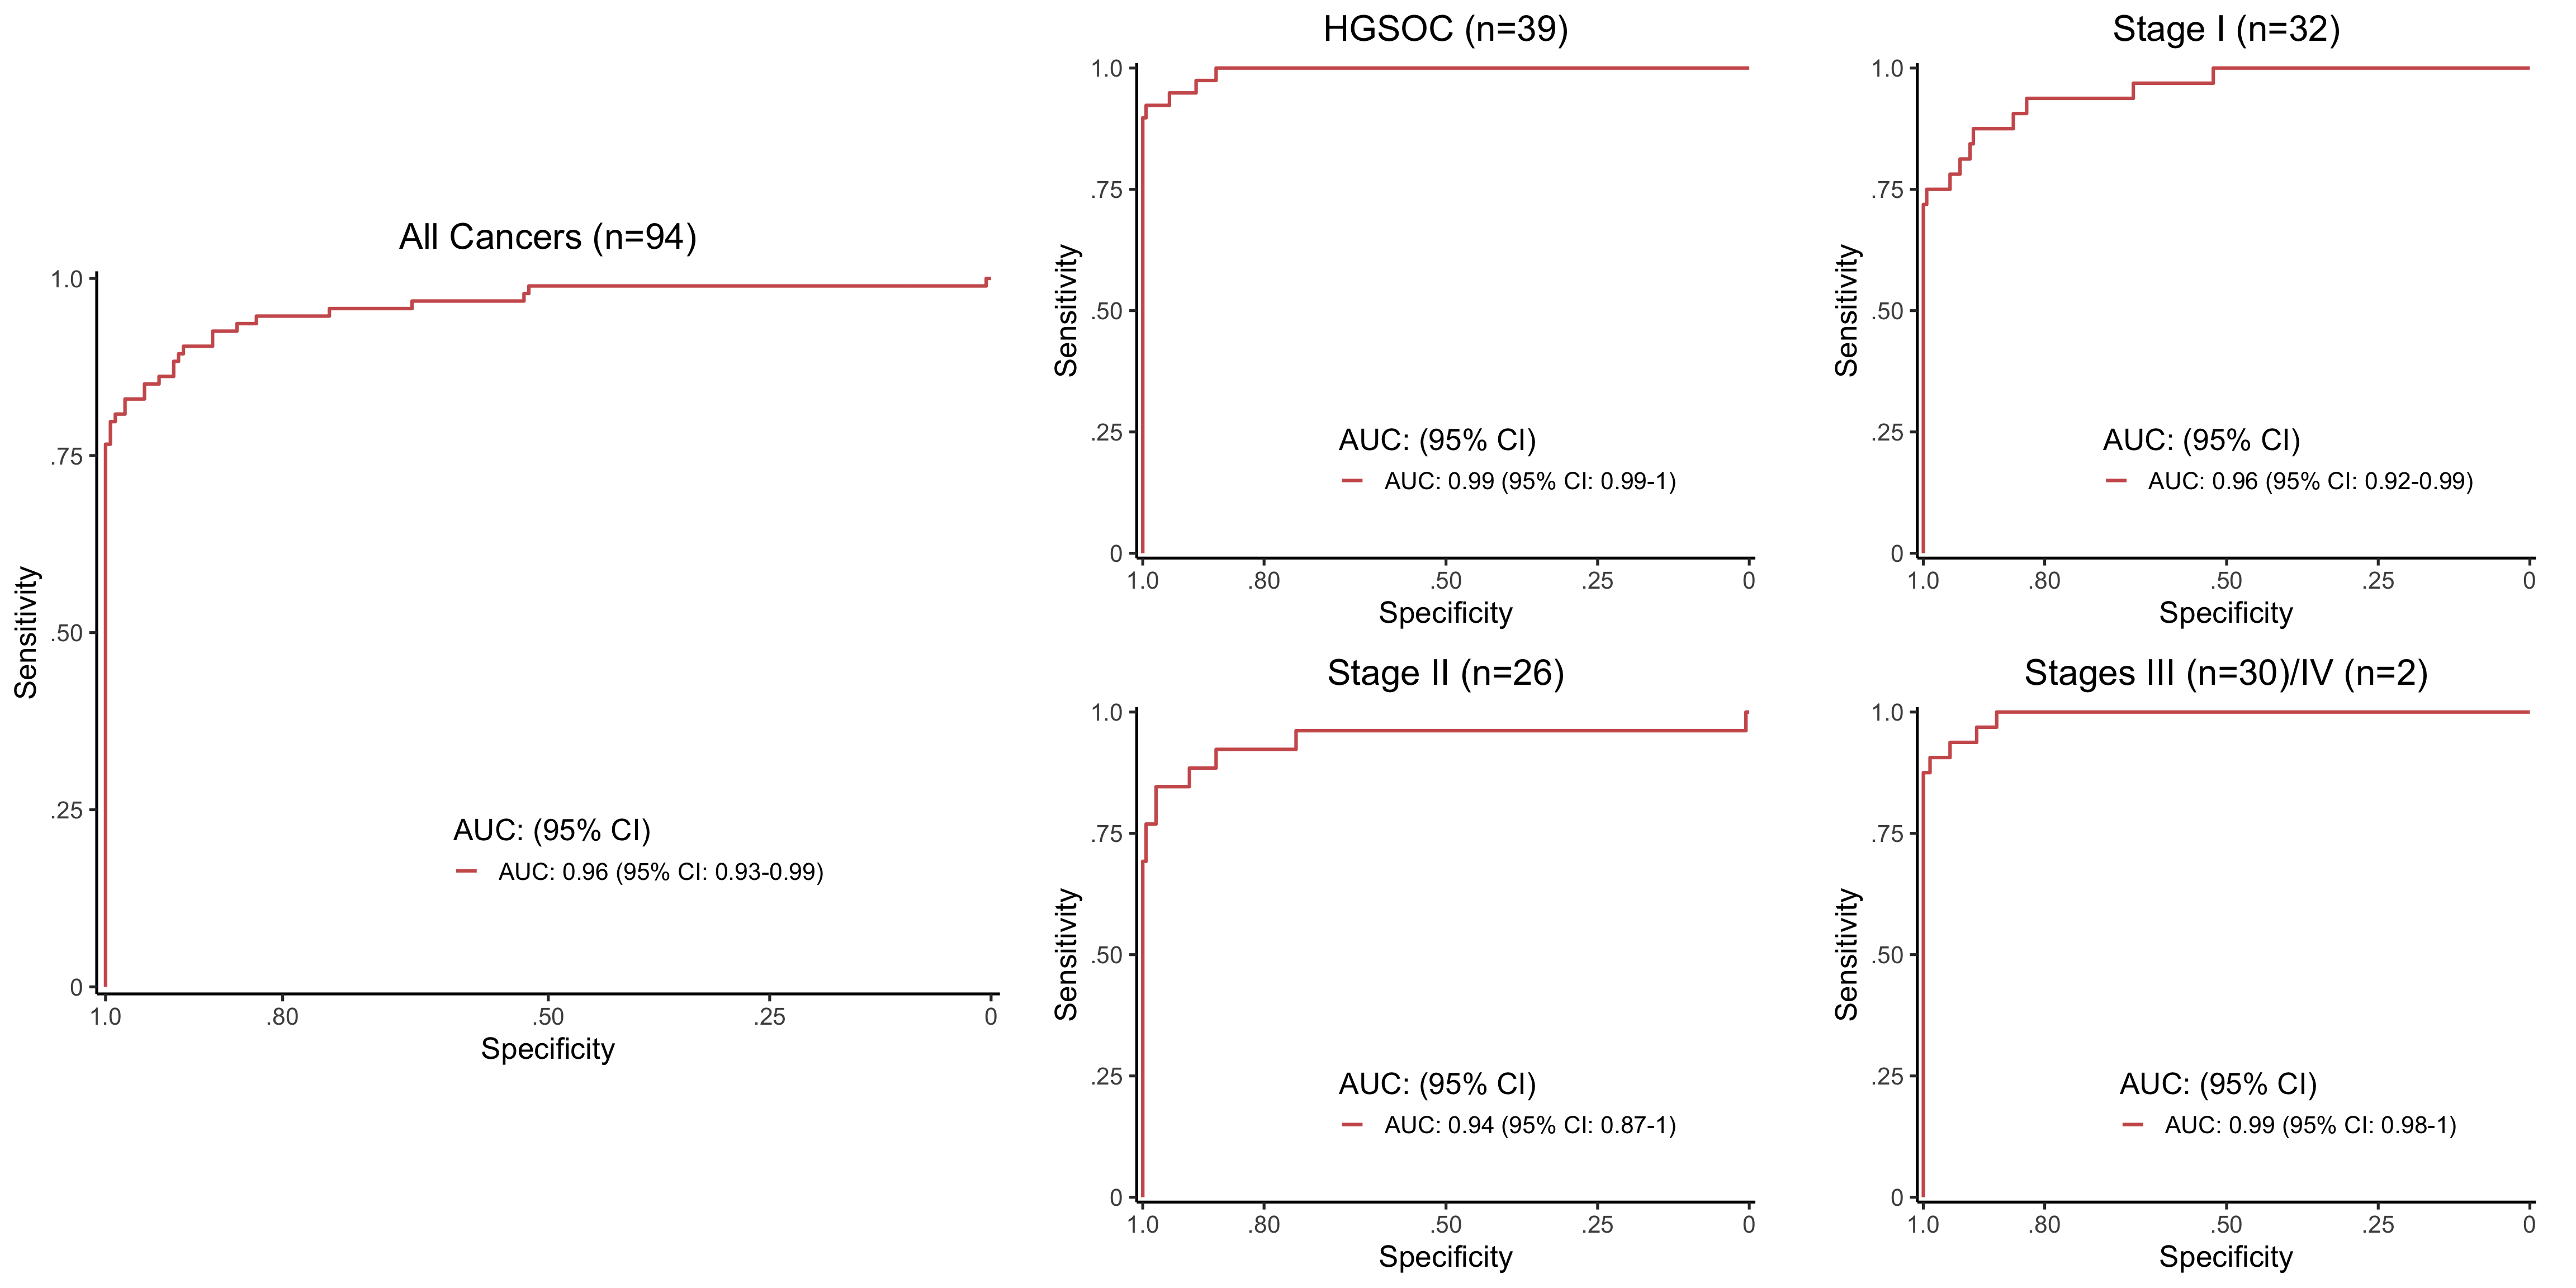 All Cancers (n=94)
1.0
.75
.50
.25
0
Sensitivity
AUC: (95% CI)
AUC: 0.96 (95% CI: 0.93-0.99)
1.0 .80 .50 .25 0
Specificity
HGSOC (n=39)
1.0
.75
.50
.25
0
Sensitivity
AUC: (95% CI)
AUC: 0.99 (95% CI: 0.99-1)
1.0 .80 .50 .25 0
Specificity
Stage I (n=32)
1.0
.75
.50
.25
0
Sensitivity
AUC: (95% CI)
AUC: 0.96 (95% CI: 0.92-0.99)
1.0 .80 .50 .25 0
Specificity
Stage II (n=26)
1.0
.75
.50
.25
0
Sensitivity
AUC: (95% CI)
AUC: 0.94 (95% CI: 0.87-1)
1.0 .80 .50 .25 0
Specificity
Stages III (n=30)/IV (n=2)
1.0
.75
.50
.25
0
Sensitivity
AUC: (95% CI)
AUC: 0.99 (95% CI: 0.98-1)
1.0 .80 .50 .25 0
Specificity